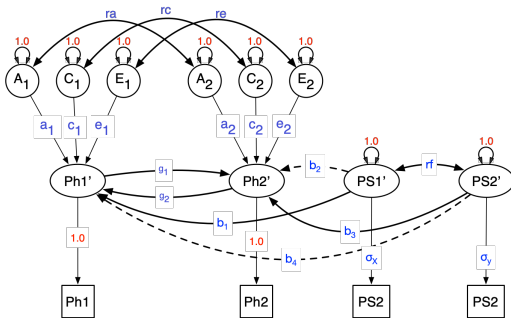 ra rc re
1.0 1.0 1.0 1.0 1.0 1.0
A1 C1 E1 A2 C2 E2
a1 c1 e1 a2 c2 e2
1.0 1.0
g1 b2 rf
Ph1' Ph2' PS1' PS2'
g2
b1 b3
1.0 1.0 b4 σx σy
Ph1 Ph2 PS2 PS2